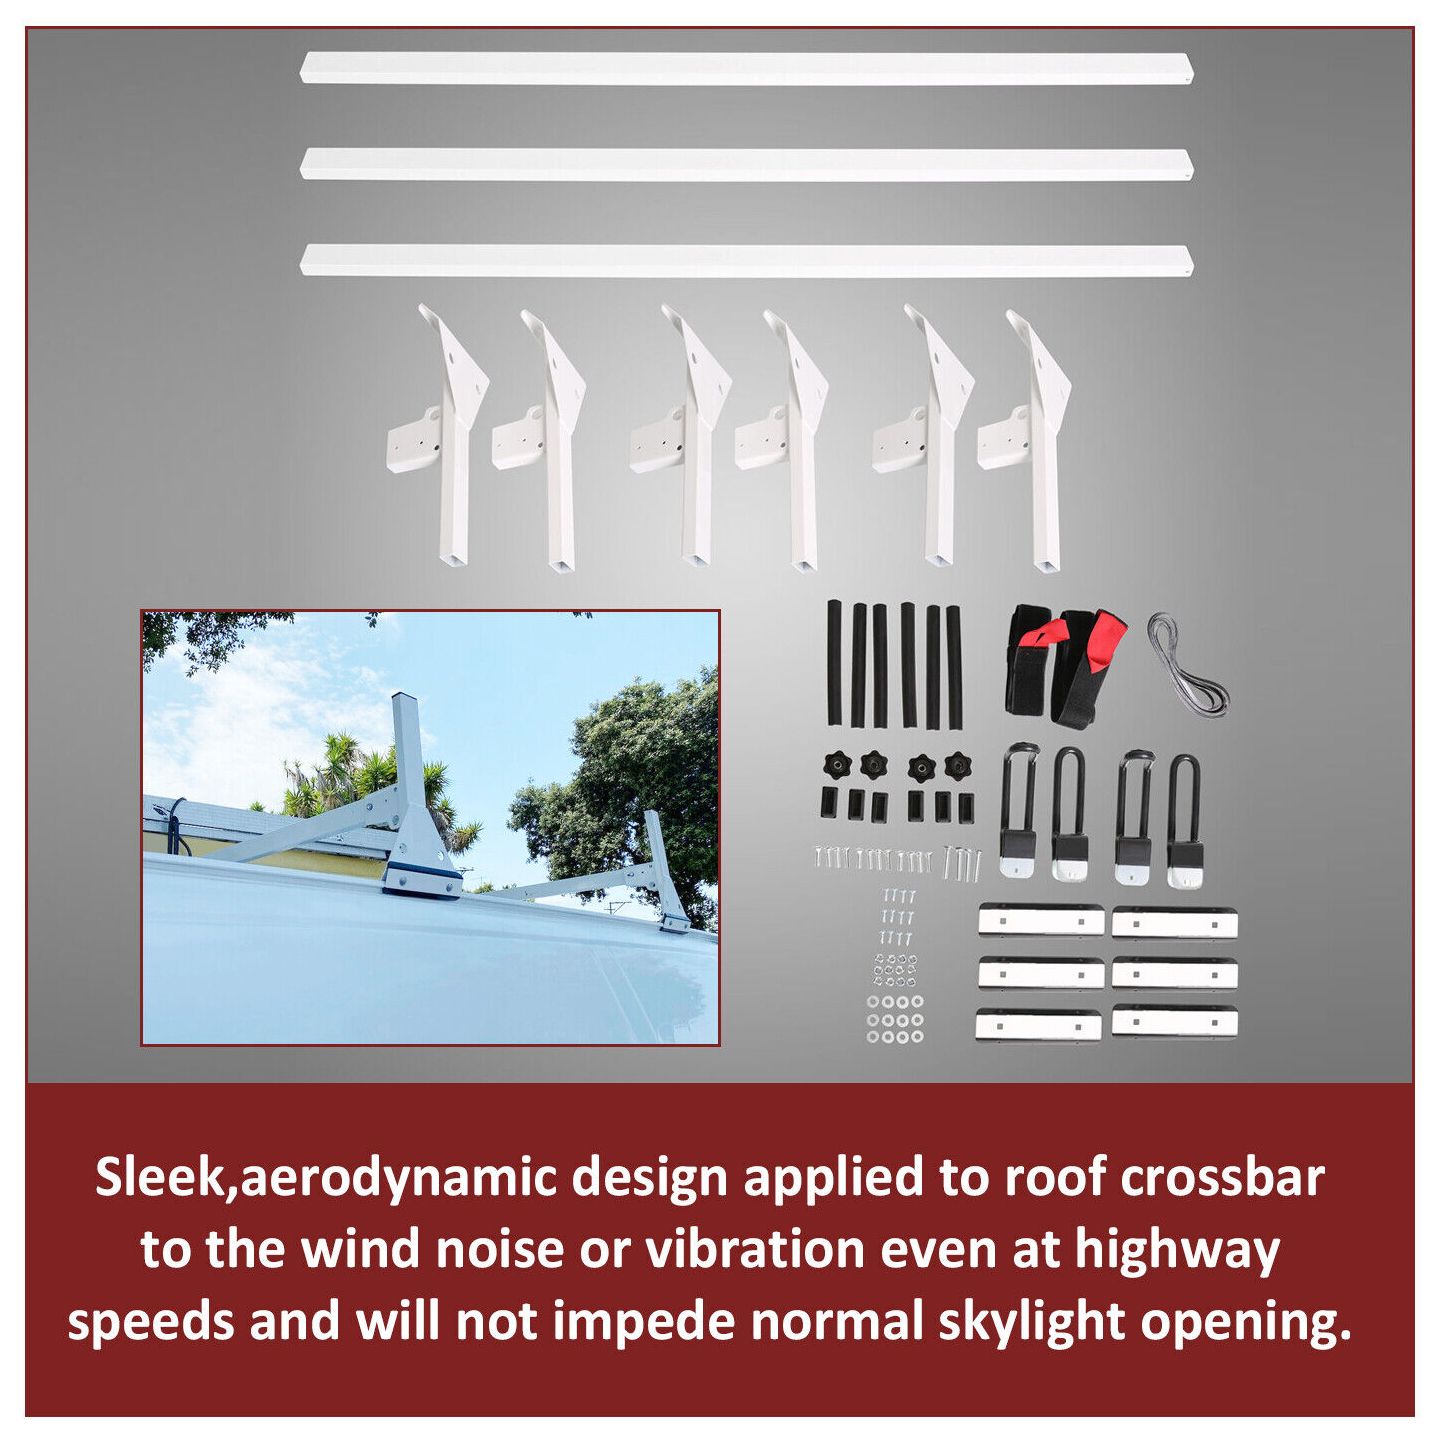 Sleek,aerodynamic design applied to roof crossbar
to the wind noise or vibration even at highway
speeds and will not impede normal skylight opening.